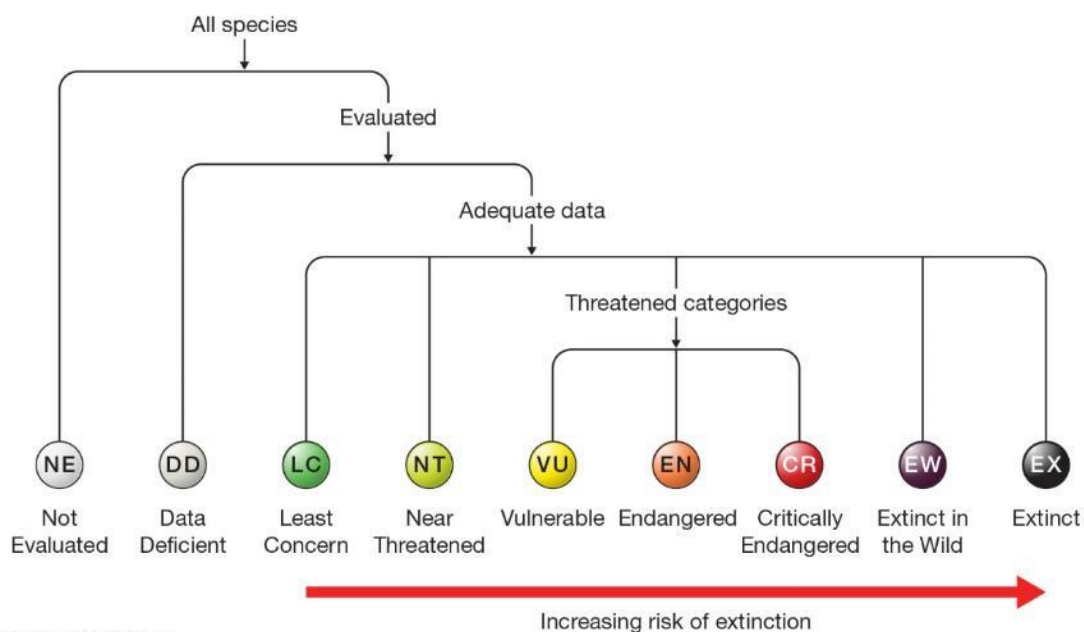 All species
Evaluated
Adequate data
Threatened categories
NE
DD
LC
NT
VU
EN
CR
EW
EX
Not
Evaluated
Data
Deficient
Least
Concern
Near
Threatened
Vulnerable
Endangered
Critically
Endangered
Extinct in
the Wild
Extinct
Increasing risk of extinction